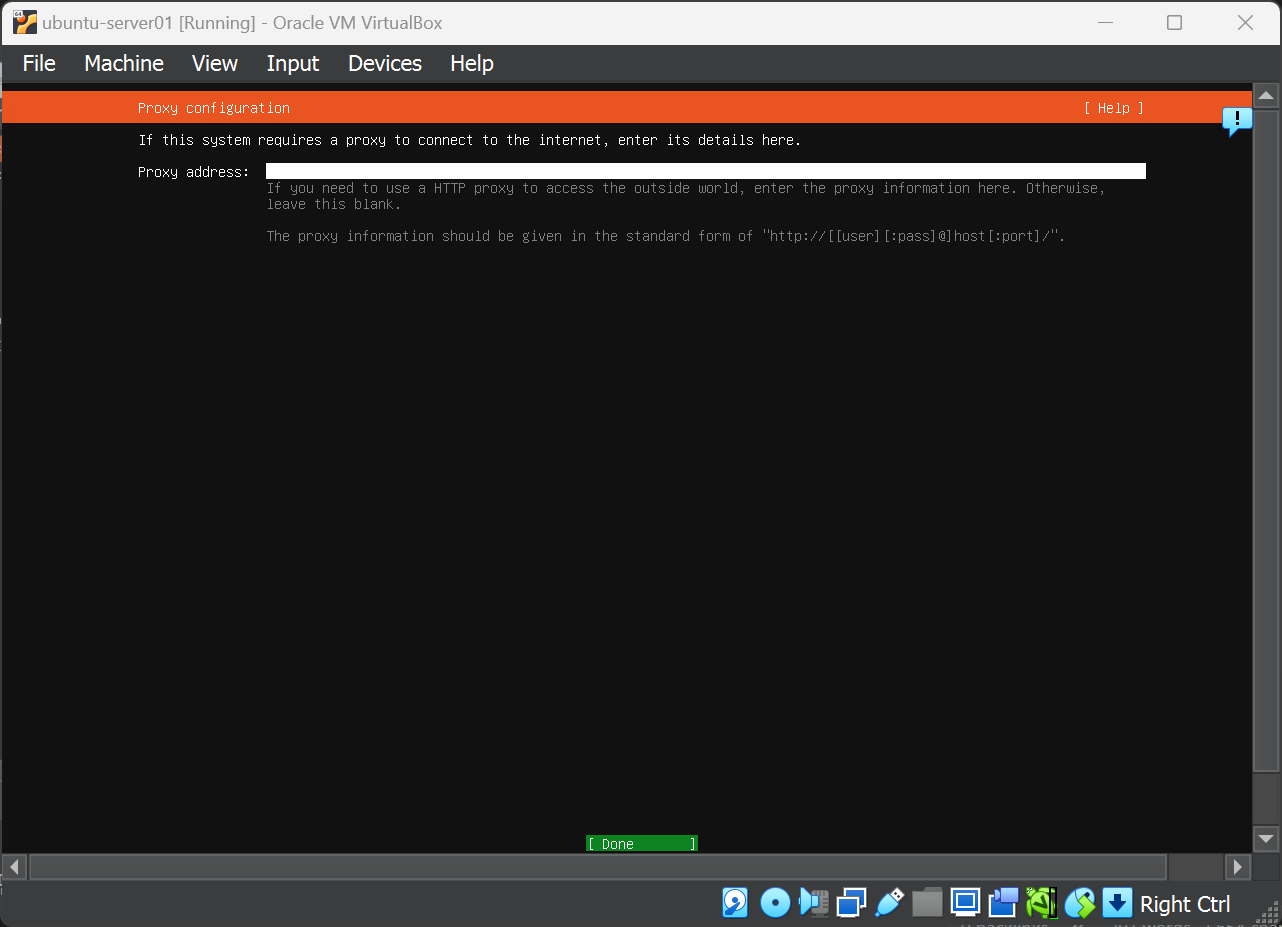 ubuntu-server01 [Running] - Oracle VM VirtualBox
File Machine View Input Devices Help
Proxy configuration [ Help ]
If this system requires a proxy to connect to the internet, enter its details here.
Proxy address:
If you need to use a HTTP proxy to access the outside world, enter the proxy information here. Otherwise,
leave this blank.
The proxy information should be given in the standard form of "http://[[user][:pass]@]host[:port]/".
[ Done ]
Right Ctrl